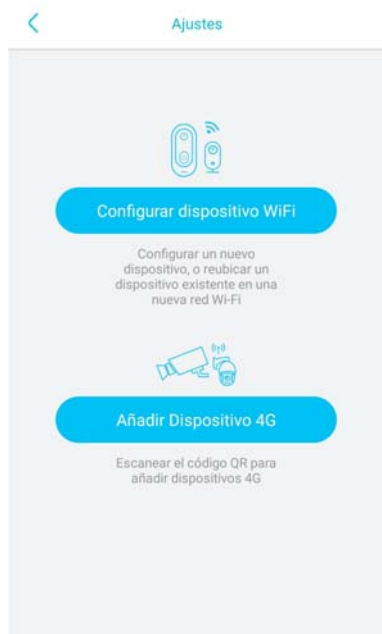 Ajustes
Configurar dispositivo WiFi
Configurar un nuevo
dispositivo, o reubicar un
dispositivo existente en una
nueva red Wi-Fi
Añadir Dispositivo 4G
Escanear el código QR para
añadir dispositivos 4G